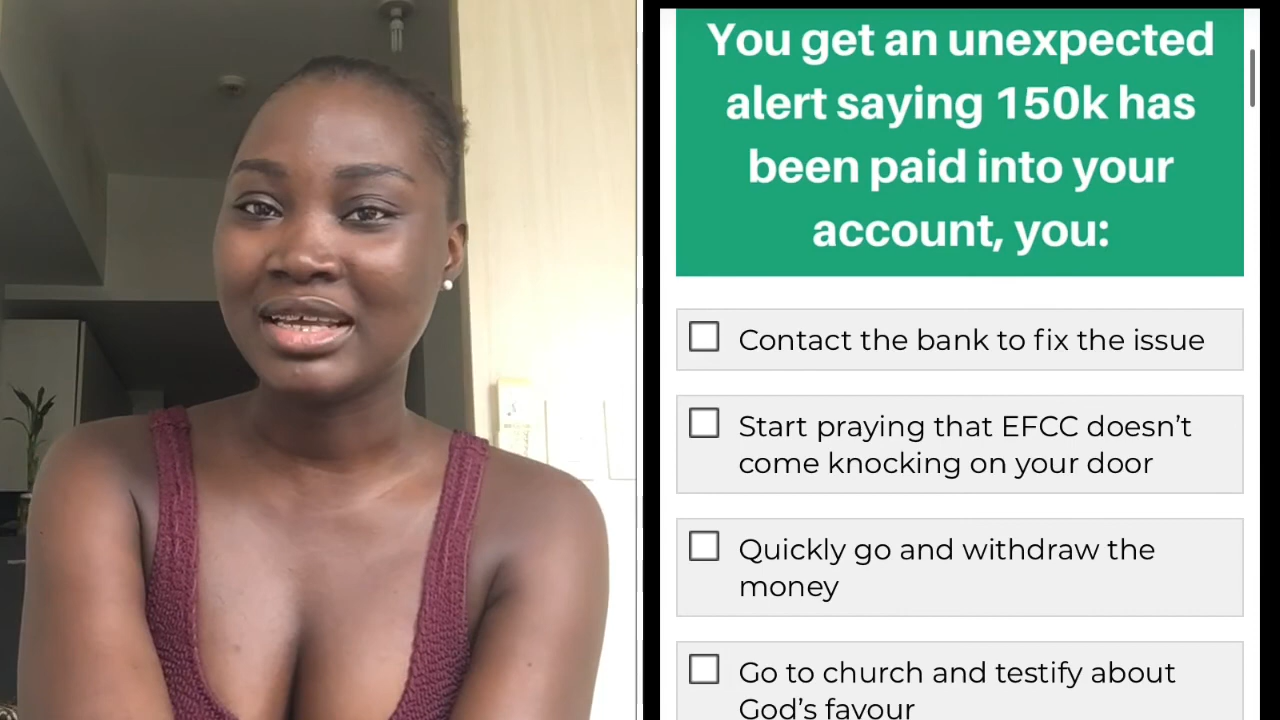 You get an unexpected
alert saying 150k has
been paid into your
account, you:
Contact the bank to fix the issue
Start praying that EFCC doesn’t
come knocking on your door
Quickly go and withdraw the
money
Go to church and testify about
God’s favour